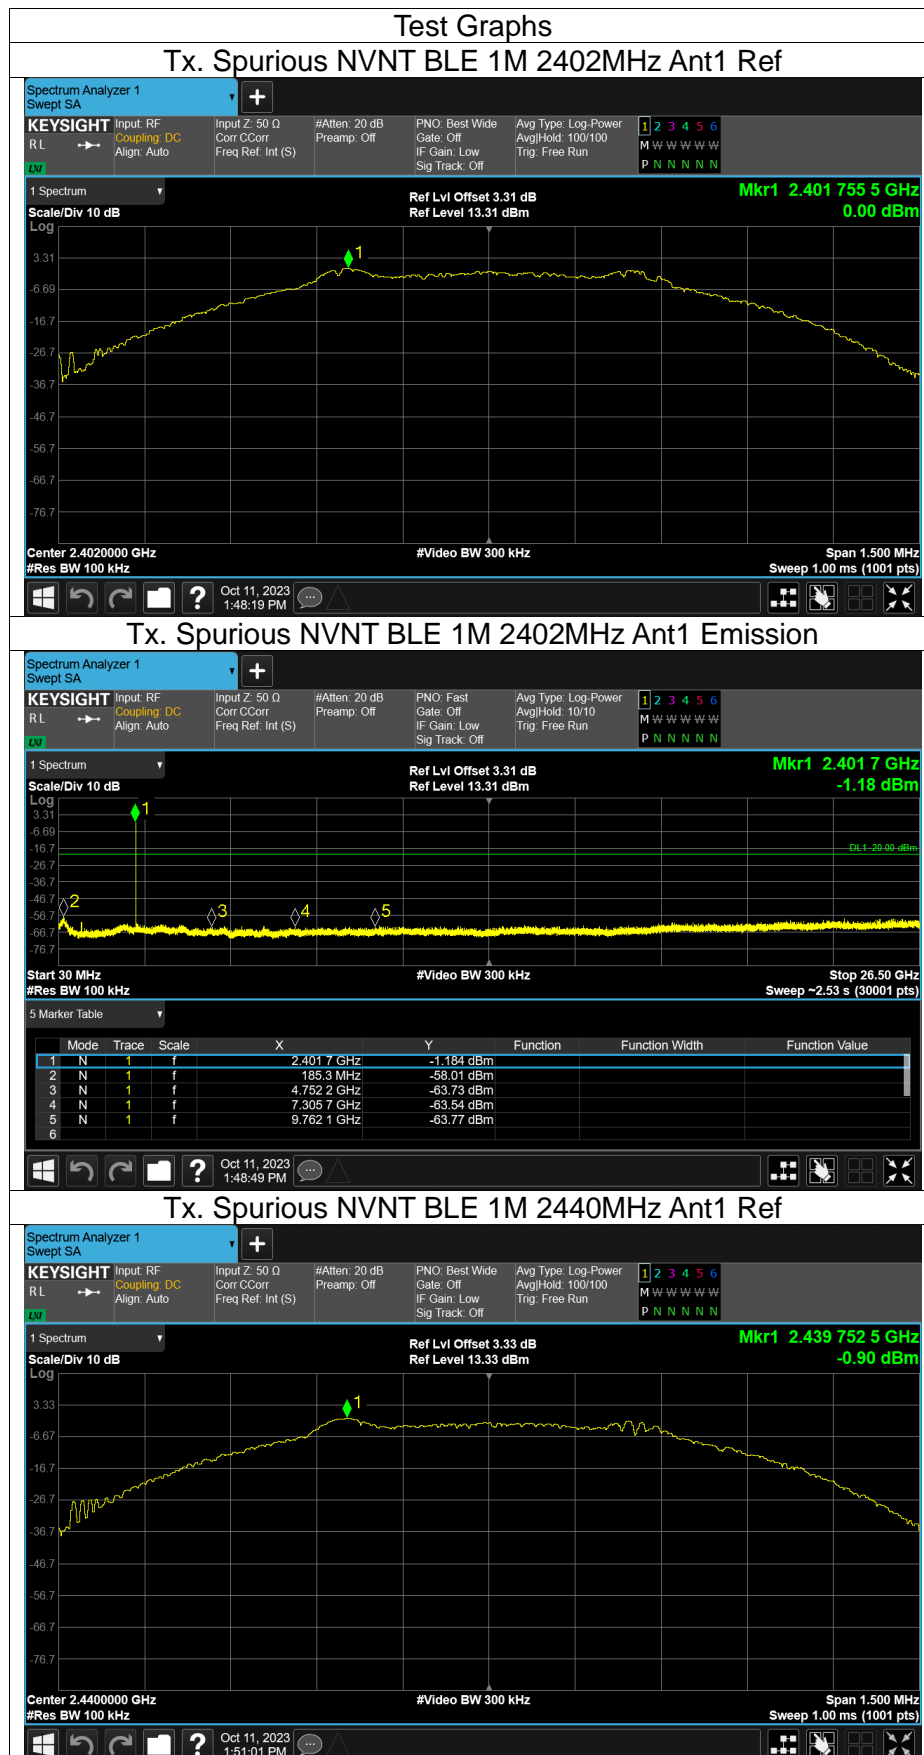 Test Graphs
Tx. Spurious NVNT BLE 1M 2402MHz Ant1 Ref
Spectrum Analyzer 1
Swept SA
KEYSIGHT Input: RF Input Z: 50 Ω #Atten: 20 dB PNO: Best Wide Avg Type: Log-Power 1 2 3 4 5 6
RL Coupling: DC Corr CCorr Preamp: Off Gate: Off Avg|Hold: 100/100 M W W W W W
Align: Auto Freq Ref: Int (S) IF Gain: Low Trig: Free Run
LXI Sig Track: Off P N N N N N
1 Spectrum Ref Lvl Offset 3.31 dB Mkr1 2.401 755 5 GHz
Scale/Div 10 dB Ref Level 13.31 dBm 0.00 dBm
Log
1
3.31
-6.69
-16.7
-26.7
-36.7
-46.7
-56.7
-66.7
-76.7
Center 2.4020000 GHz #Video BW 300 kHz Span 1.500 MHz
#Res BW 100 kHz Sweep 1.00 ms (1001 pts)
? Oct 11, 2023
1:48:19 PM
Tx. Spurious NVNT BLE 1M 2402MHz Ant1 Emission
Spectrum Analyzer 1
Swept SA
KEYSIGHT Input: RF Input Z: 50 Ω #Atten: 20 dB PNO: Fast Avg Type: Log-Power 1 2 3 4 5 6
RL Coupling: DC Corr CCorr Preamp: Off Gate: Off Avg|Hold: 10/10 M W W W W W
Align: Auto Freq Ref: Int (S) IF Gain: Low Trig: Free Run
LXI Sig Track: Off P N N N N N
1 Spectrum Ref Lvl Offset 3.31 dB Mkr1 2.401 7 GHz
Scale/Div 10 dB Ref Level 13.31 dBm -1.18 dBm
Log
1
3.31
-6.69
-16.7 DL1 -20.00 dBm
-26.7
-36.7
-46.7
2 3 4 5
-56.7
-66.7
-76.7
Start 30 MHz #Video BW 300 kHz Stop 26.50 GHz
#Res BW 100 kHz Sweep ~2.53 s (30001 pts)
5 Marker Table
Mode Trace Scale X Y Function Function Width Function Value
1 N 1 f 2.401 7 GHz -1.184 dBm
2 N 1 f 185.3 MHz -58.01 dBm
3 N 1 f 4.752 2 GHz -63.73 dBm
4 N 1 f 7.305 7 GHz -63.54 dBm
5 N 1 f 9.762 1 GHz -63.77 dBm
6
? Oct 11, 2023
1:48:49 PM
Tx. Spurious NVNT BLE 1M 2440MHz Ant1 Ref
Spectrum Analyzer 1
Swept SA
KEYSIGHT Input: RF Input Z: 50 Ω #Atten: 20 dB PNO: Best Wide Avg Type: Log-Power 1 2 3 4 5 6
RL Coupling: DC Corr CCorr Preamp: Off Gate: Off Avg|Hold: 100/100 M W W W W W
Align: Auto Freq Ref: Int (S) IF Gain: Low Trig: Free Run
LXI Sig Track: Off P N N N N N
1 Spectrum Ref Lvl Offset 3.33 dB Mkr1 2.439 752 5 GHz
Scale/Div 10 dB Ref Level 13.33 dBm -0.90 dBm
Log
1
3.33
-6.67
-16.7
-26.7
-36.7
-46.7
-56.7
-66.7
-76.7
Center 2.4400000 GHz #Video BW 300 kHz Span 1.500 MHz
#Res BW 100 kHz Sweep 1.00 ms (1001 pts)
? Oct 11, 2023
1:51:01 PM